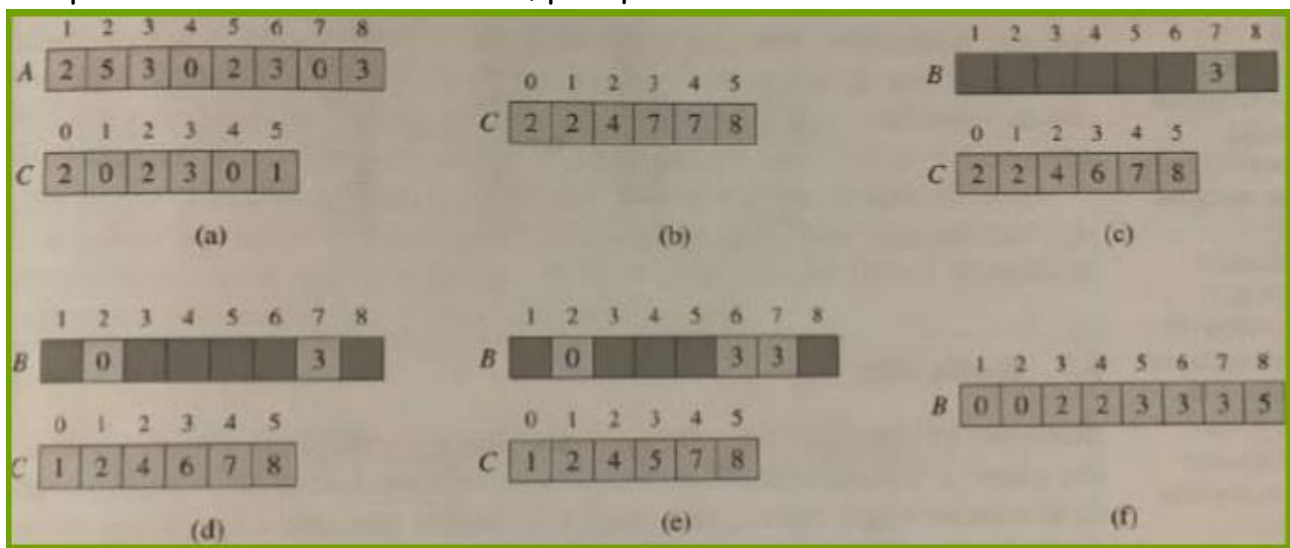 1 2 3 4 5 6 7 8
A 2 5 3 0 2 3 0 3
0 1 2 3 4 5
C 2 0 2 3 0 1
(a)
0 1 2 3 4 5
C 2 2 4 7 7 8
(b)
1 2 3 4 5 6 7 8
B 3
0 1 2 3 4 5
C 2 2 4 6 7 8
(c)
1 2 3 4 5 6 7 8
B 0 3
0 1 2 3 4 5
C 1 2 4 6 7 8
(d)
1 2 3 4 5 6 7 8
B 0 3 3
0 1 2 3 4 5
C 1 2 4 5 7 8
(e)
1 2 3 4 5 6 7 8
B 0 0 2 2 3 3 3 5
(f)